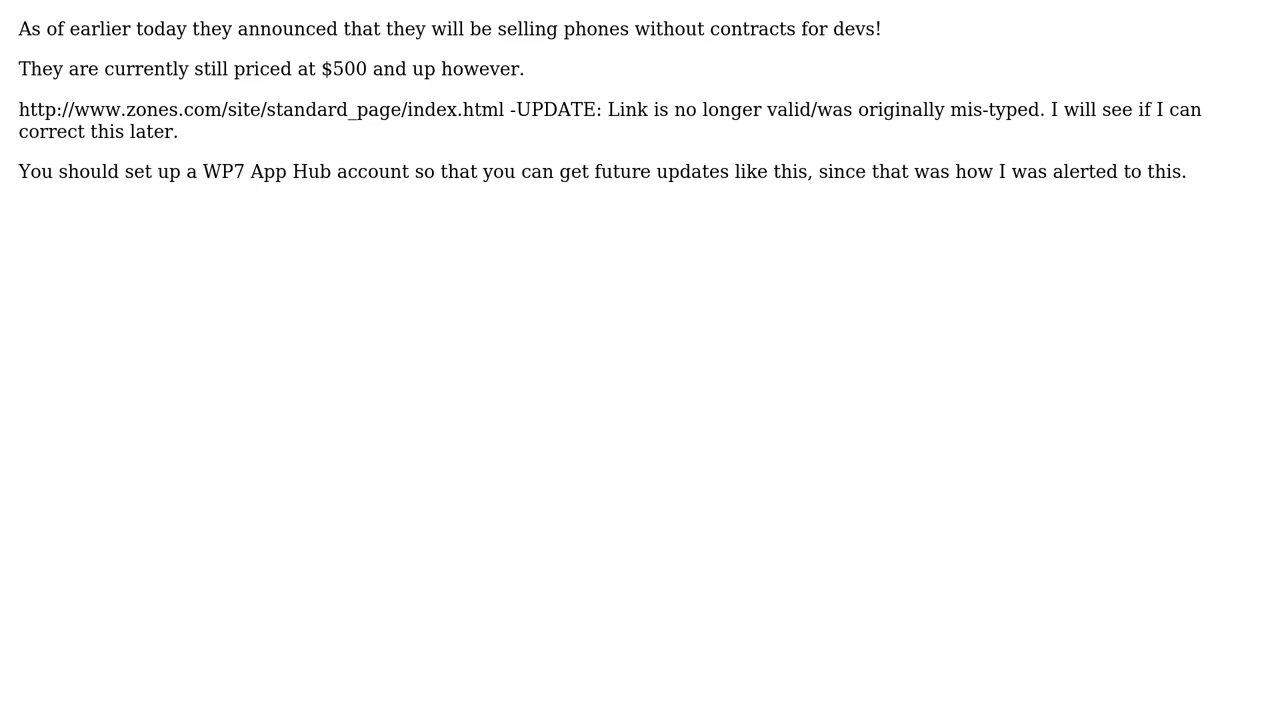 As of earlier today they announced that they will be selling phones without contracts for devs!
They are currently still priced at $500 and up however.
http://www.zones.com/site/standard_page/index.html -UPDATE: Link is no longer valid/was originally mis-typed. I will see if I can
correct this later.
You should set up a WP7 App Hub account so that you can get future updates like this, since that was how I was alerted to this.